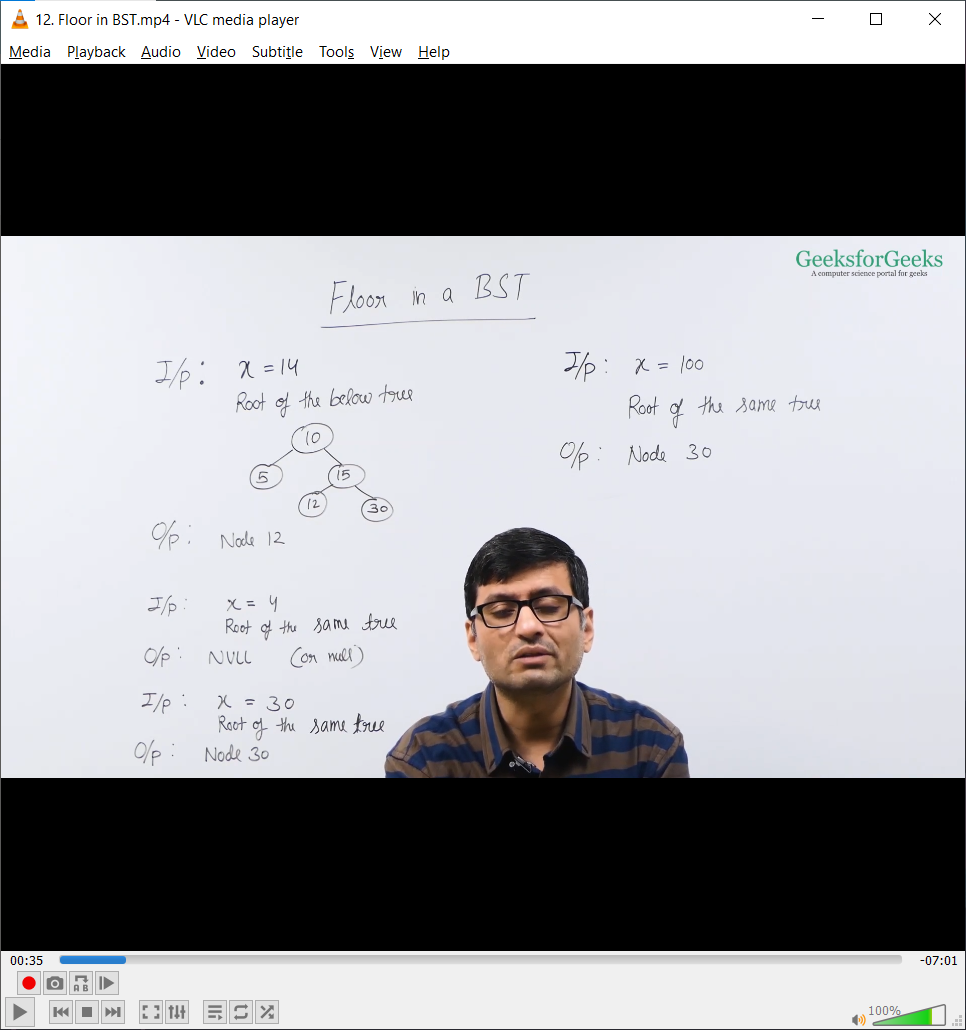 12. Floor in BST.mp4 - VLC media player
Media Playback Audio Video Subtitle Tools View Help
GeeksforGeeks
A computer science portal for geeks
Floor in a BST
I/p: x = 14
Root of the below tree
10
5 15
12 30
O/p: Node 12
I/p: x = 4
Root of the same tree
O/p: NULL (or null)
I/p: x = 30
Root of the same tree
O/p: Node 30
I/p: x = 100
Root of the same tree
O/p: Node 30
00:35 -07:01
A B
100%